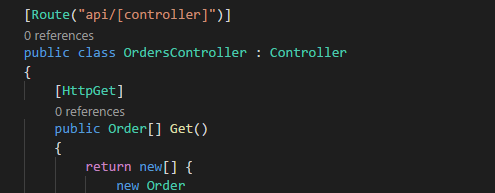 [Route("api/[controller]")]
0 references
public class OrdersController : Controller
{
[HttpGet]
0 references
public Order[] Get()
{
return new[] {
new Order